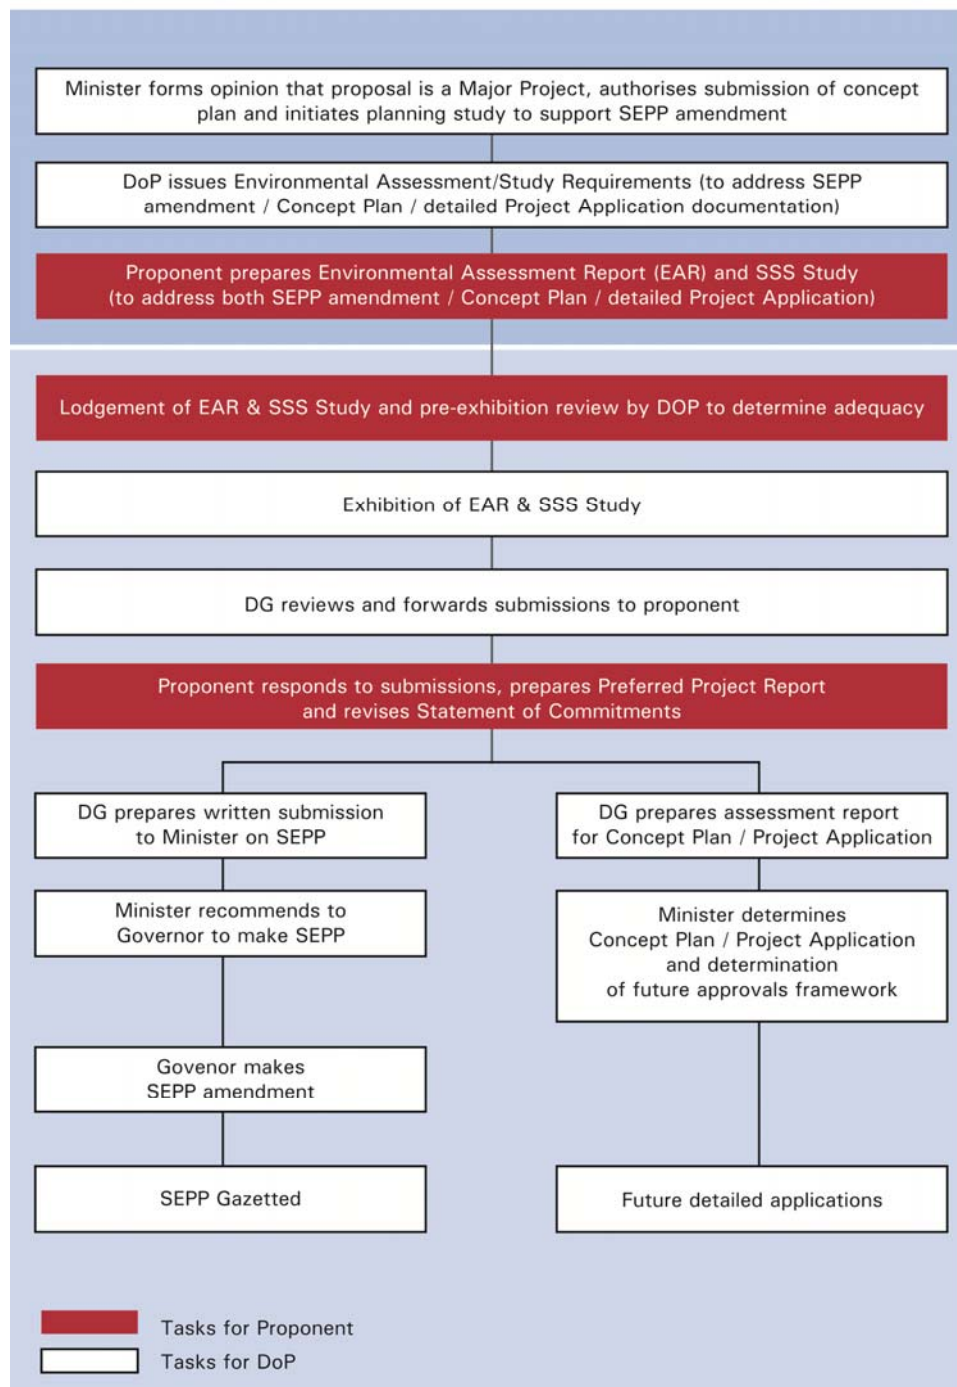 Minister forms opinion that proposal is a Major Project, authorises submission of concept
plan and initiates planning study to support SEPP amendment
DoP issues Environmental Assessment/Study Requirements (to address SEPP
amendment / Concept Plan / detailed Project Application documentation)
Proponent prepares Environmental Assessment Report (EAR) and SSS Study
(to address both SEPP amendment / Concept Plan / detailed Project Application)
Lodgement of EAR & SSS Study and pre-exhibition review by DOP to determine adequacy
Exhibition of EAR & SSS Study
DG reviews and forwards submissions to proponent
Proponent responds to submissions, prepares Preferred Project Report
and revises Statement of Commitments
DG prepares written submission
to Minister on SEPP
Minister recommends to
Governor to make SEPP
Govenor makes
SEPP amendment
SEPP Gazetted
DG prepares assessment report
for Concept Plan / Project Application
Minister determines
Concept Plan / Project Application
and determination
of future approvals framework
Future detailed applications
Tasks for Proponent
Tasks for DoP